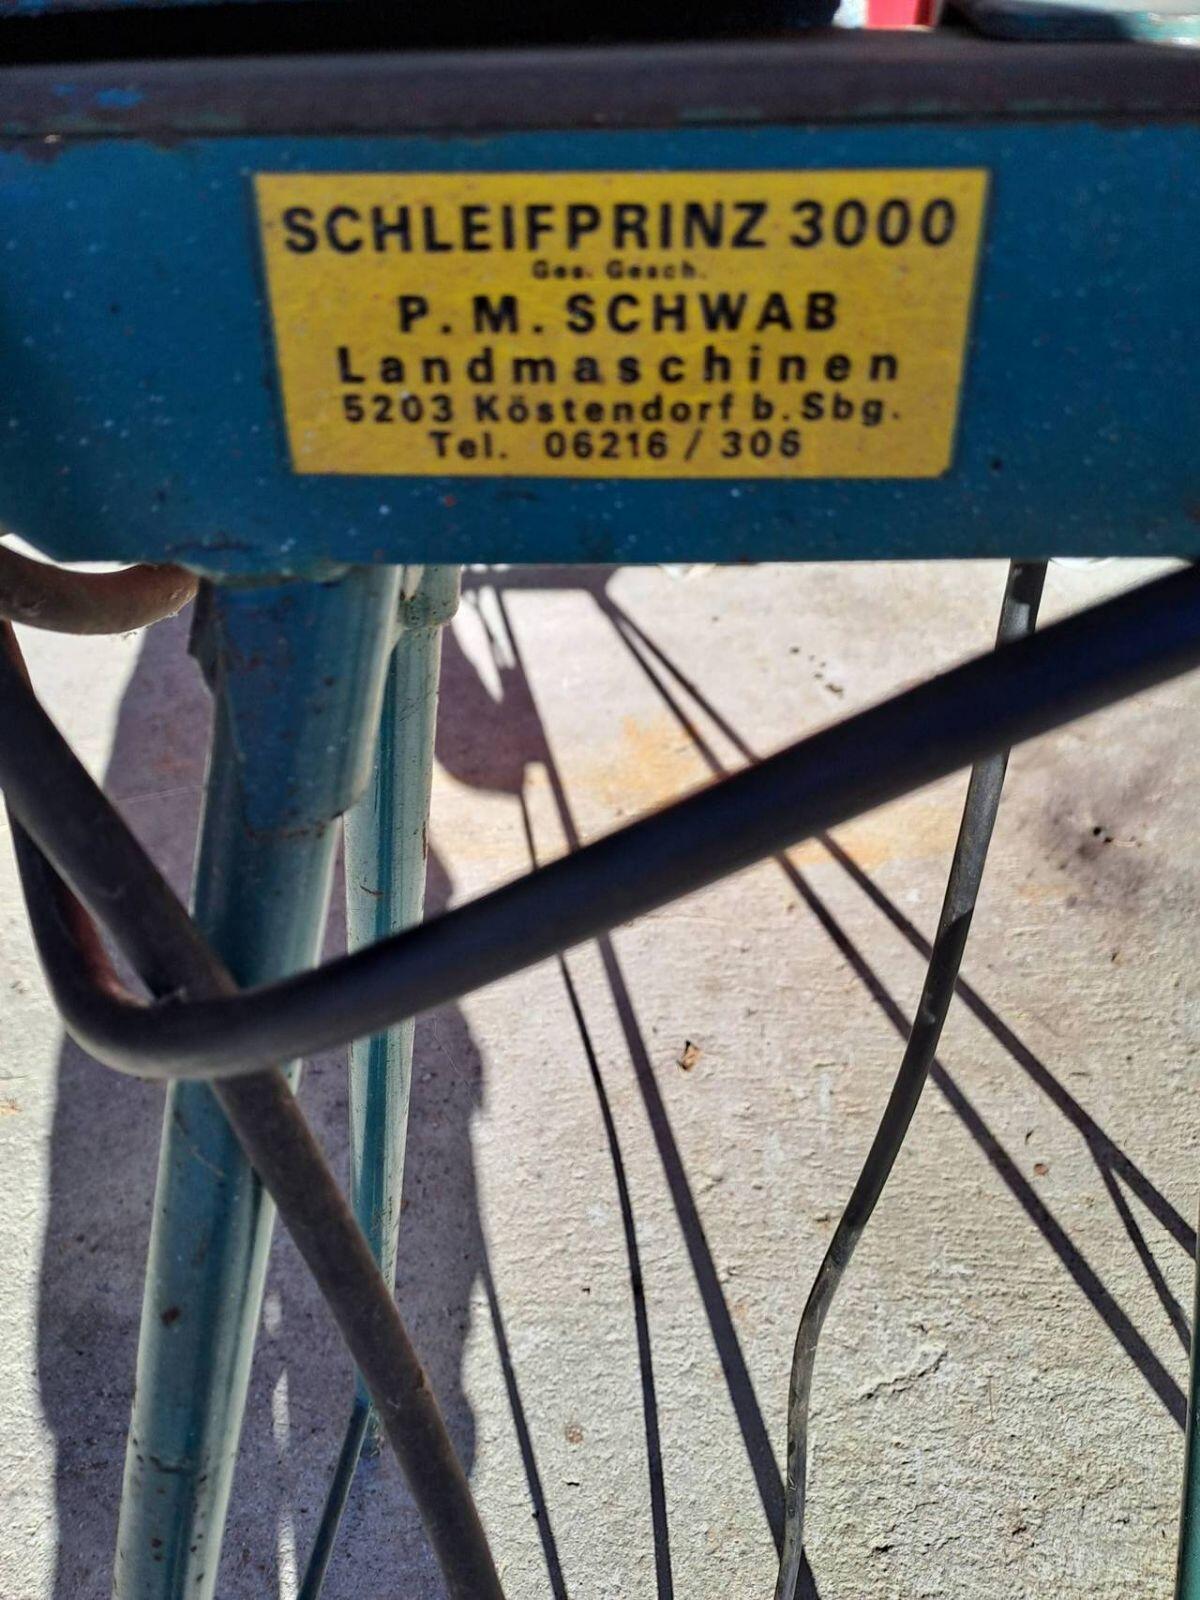 SCHLEIFPRINZ 3000
Ges. Gesch.
P. M. SCHWAB
Landmaschinen
5203 Köstendorf b. Sbg.
Tel. 06216 / 306